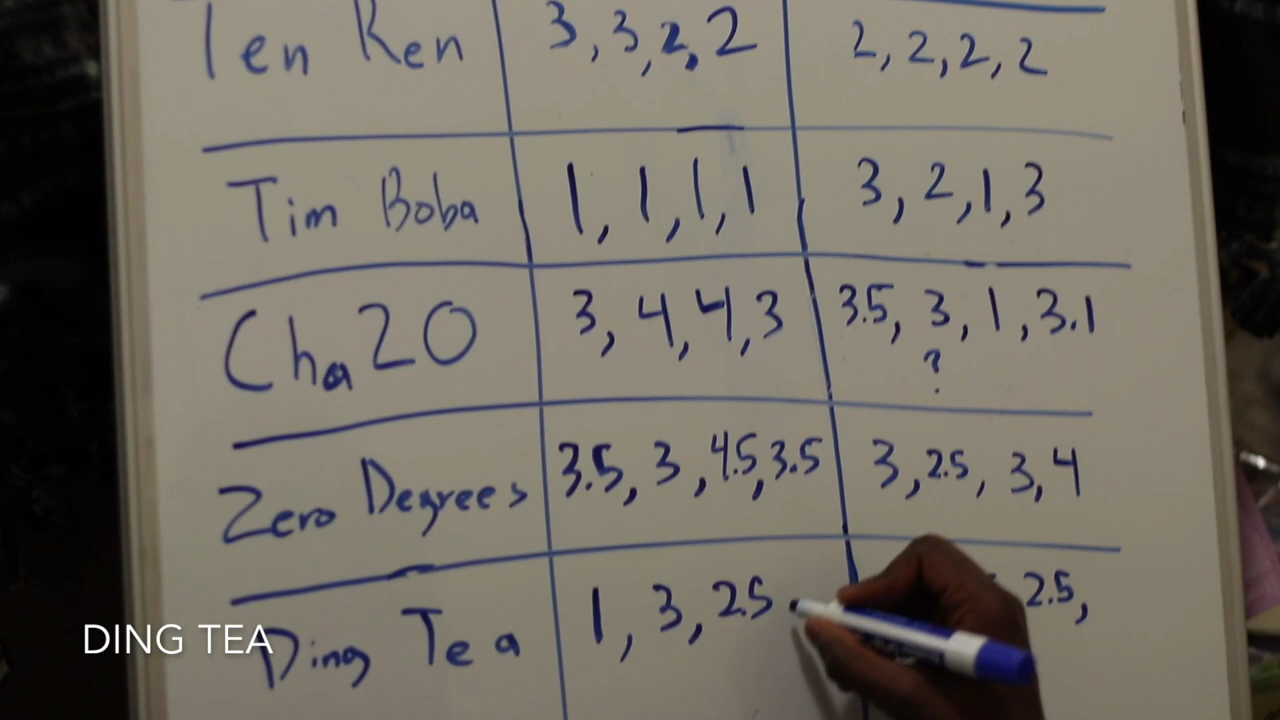 Ten Ren 3, 3, 2, 2 2, 2, 2, 2
Tim Boba 1, 1, 1, 1 3, 2, 1, 3
Cha2O 3, 4, 4, 3 3.5, 3, 1, 3.1
?
Zero Degrees 3.5, 3, 4.5, 3.5 3, 2.5, 3, 4
Ding Tea 1, 3, 2.5 2.5,
DING TEA